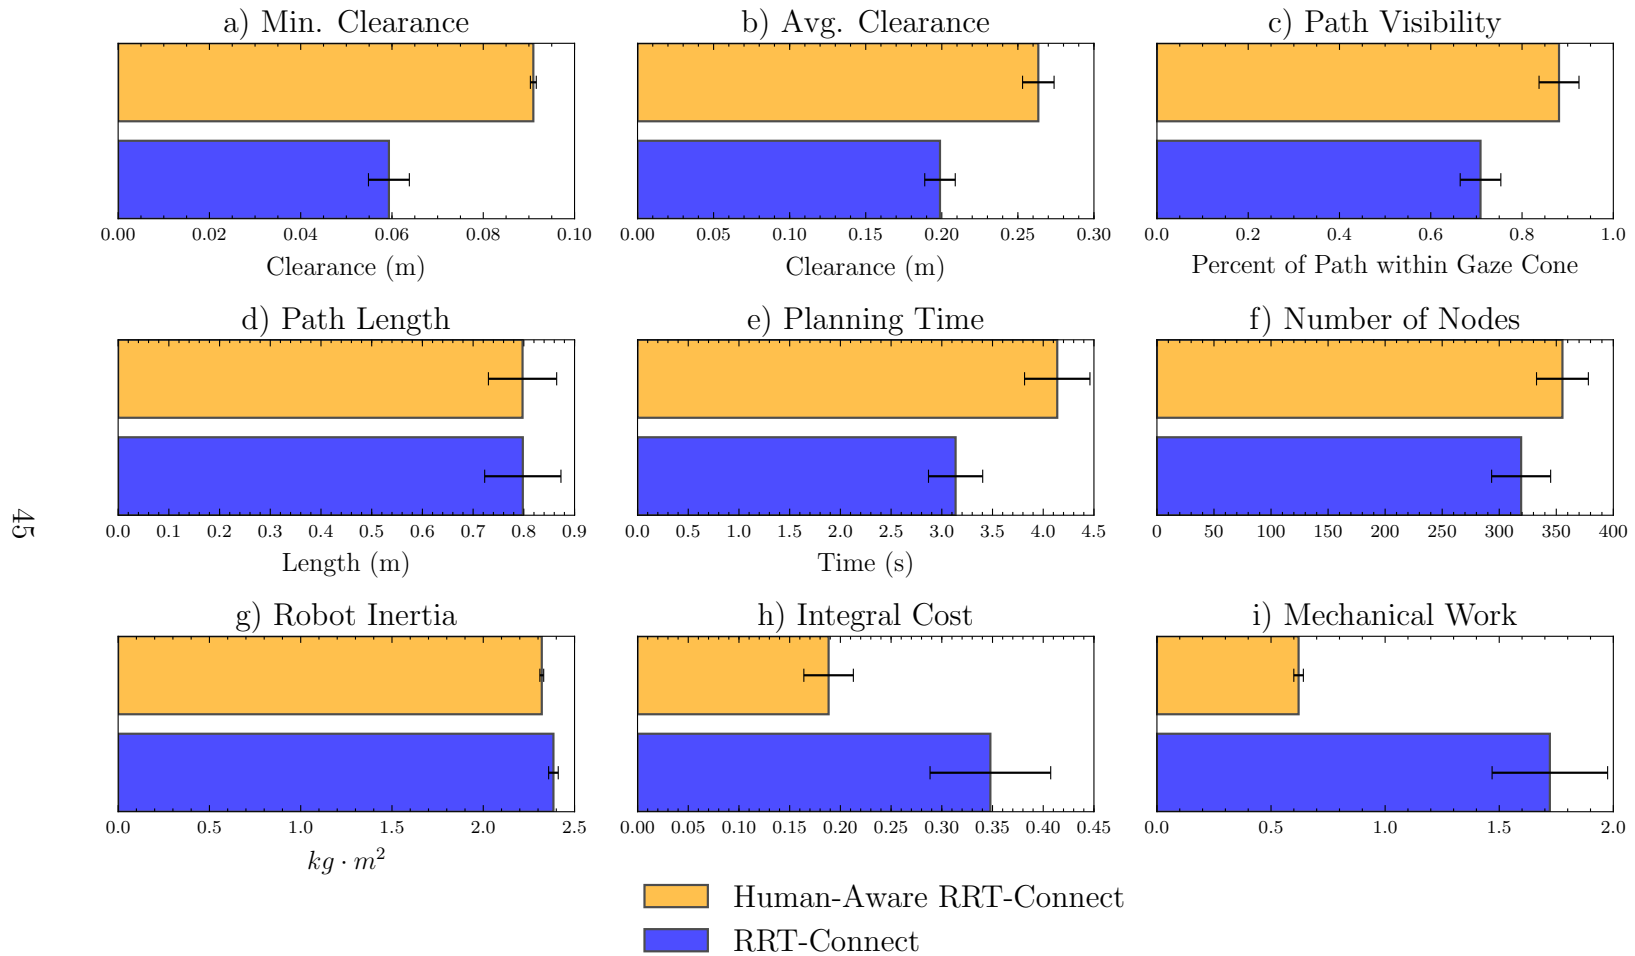 a) Min. Clearance
0.00 0.02 0.04 0.06 0.08 0.10
Clearance (m)
b) Avg. Clearance
0.00 0.05 0.10 0.15 0.20 0.25 0.30
Clearance (m)
c) Path Visibility
0.0 0.2 0.4 0.6 0.8 1.0
Percent of Path within Gaze Cone
d) Path Length
0.0 0.1 0.2 0.3 0.4 0.5 0.6 0.7 0.8 0.9
Length (m)
e) Planning Time
0.0 0.5 1.0 1.5 2.0 2.5 3.0 3.5 4.0 4.5
Time (s)
f) Number of Nodes
0 50 100 150 200 250 300 350 400
45
g) Robot Inertia
0.0 0.5 1.0 1.5 2.0 2.5
kg · m²
h) Integral Cost
0.00 0.05 0.10 0.15 0.20 0.25 0.30 0.35 0.40 0.45
i) Mechanical Work
0.0 0.5 1.0 1.5 2.0
Human-Aware RRT-Connect
RRT-Connect